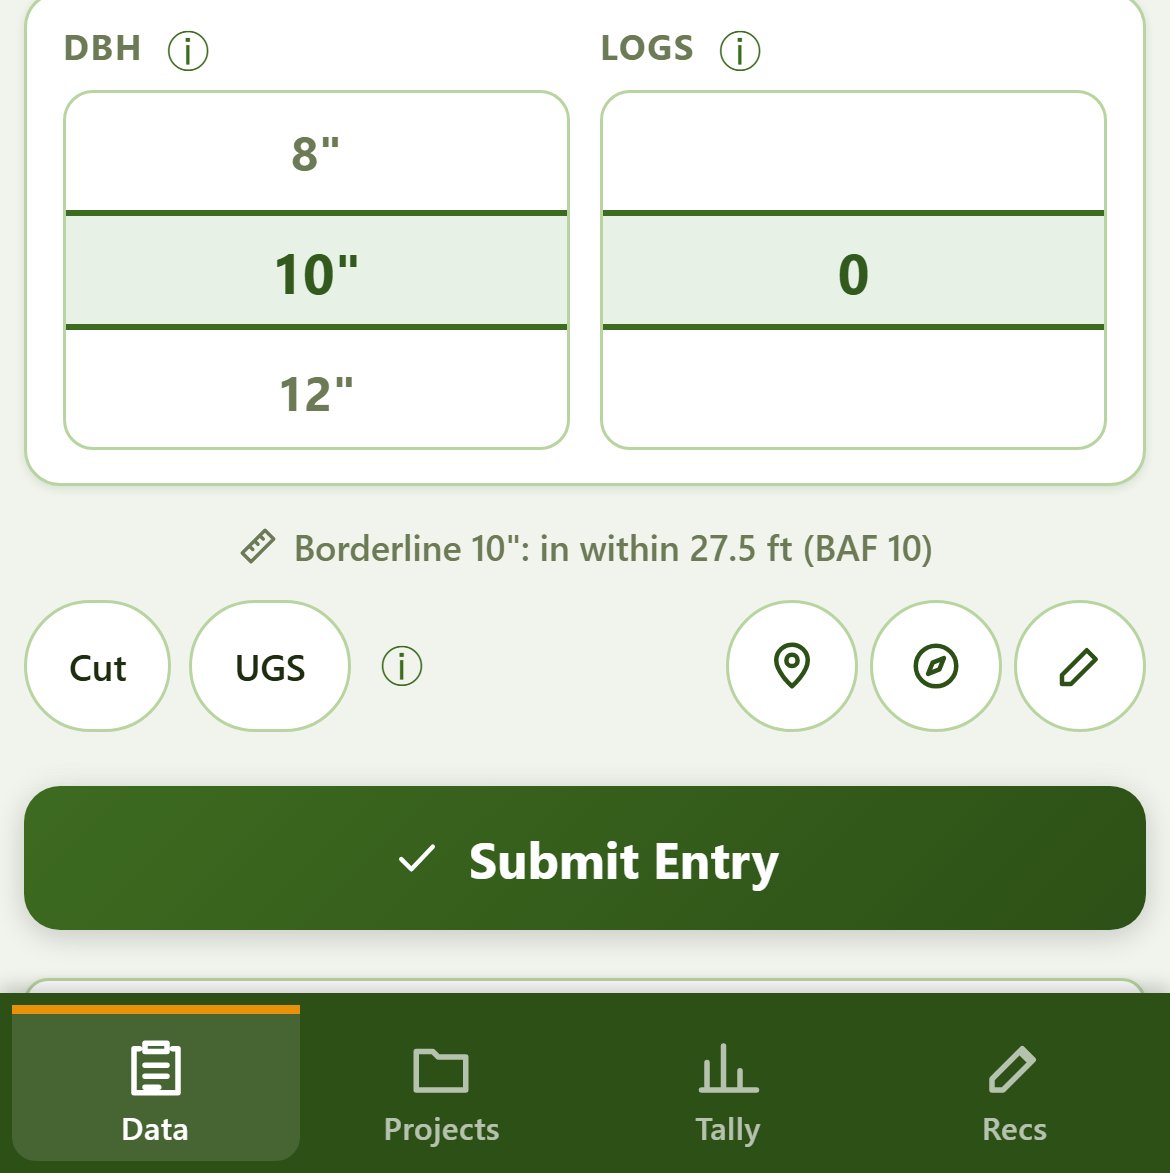 DBH ⓘ LOGS ⓘ
8"
10" 0
12"
Borderline 10": in within 27.5 ft (BAF 10)
Cut UGS ⓘ
Submit Entry
Data Projects Tally Recs